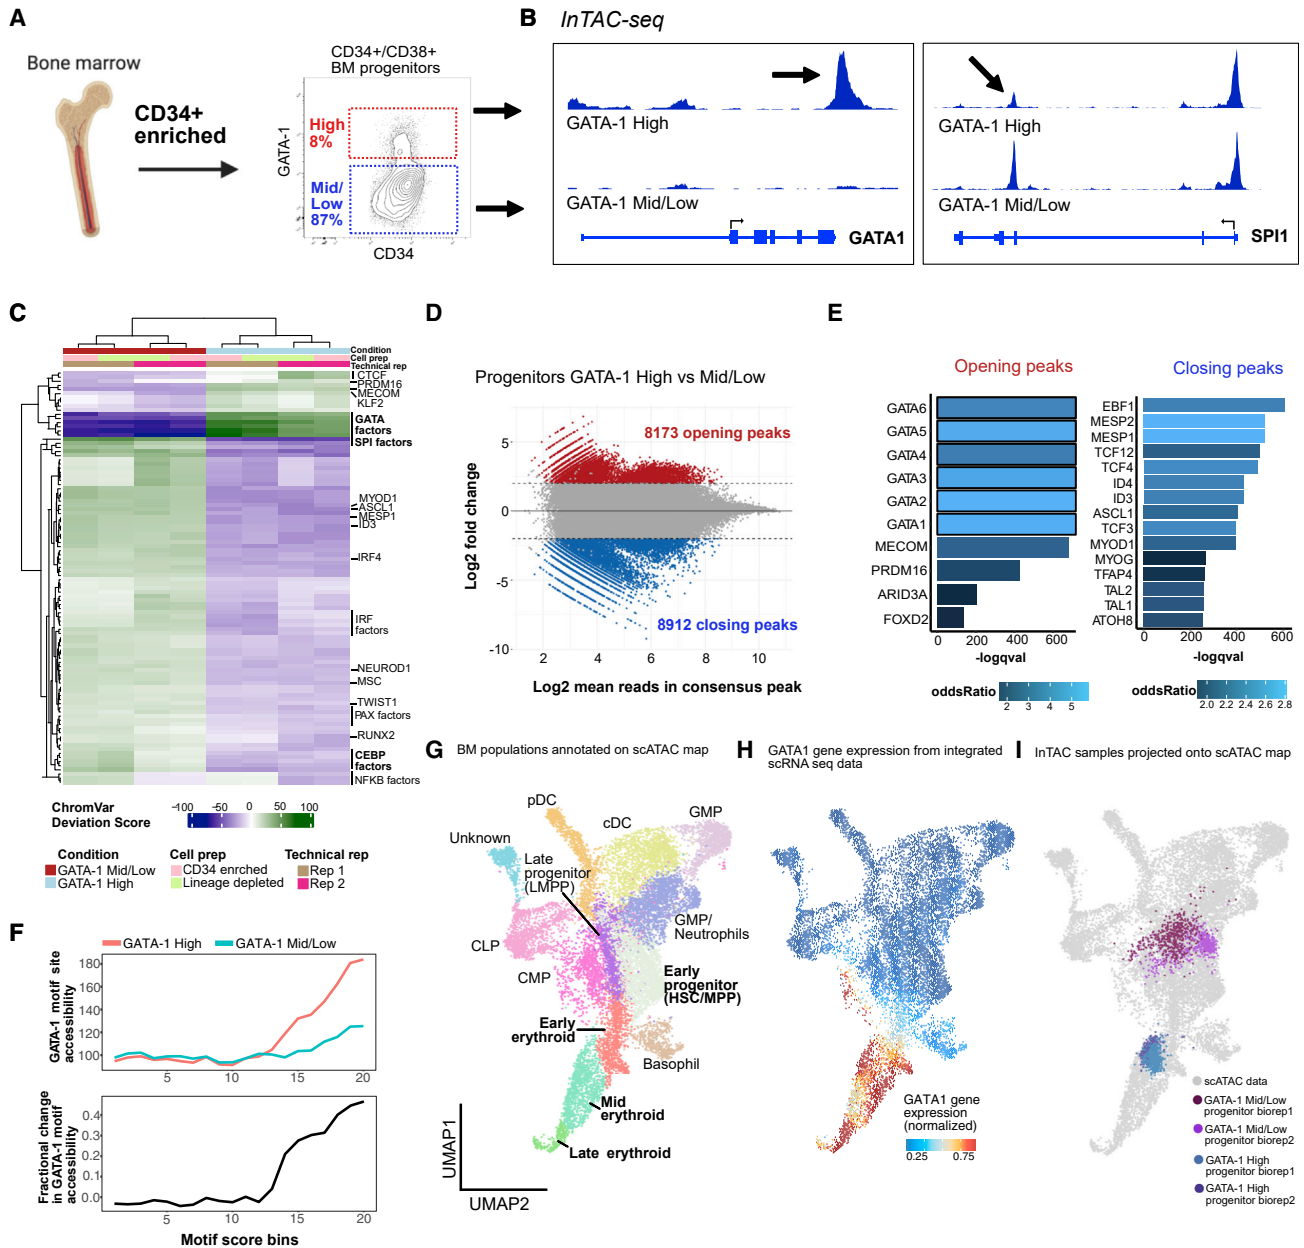 A
Bone marrow
CD34+
enriched
CD34+/CD38+
BM progenitors
GATA-1
High
8%
Mid/
Low
87%
CD34
B
InTAC-seq
GATA-1 High
GATA-1 Mid/Low
GATA1
GATA-1 High
GATA-1 Mid/Low
SPI1
C
Condition
Cell prep
Technical rep
CTCF
PRDM16
MECOM
KLF2
GATA
factors
SPI factors
MYOD1
ASCL1
MESP1
ID3
IRF4
IRF
factors
NEUROD1
MSC
TWIST1
PAX factors
RUNX2
CEBP
factors
NFKB factors
ChromVar
Deviation Score
-100 -50 0 50 100
Condition
GATA-1 Mid/Low
GATA-1 High
Cell prep
CD34 enrched
Lineage depleted
Technical rep
Rep 1
Rep 2
D
Progenitors GATA-1 High vs Mid/Low
8173 opening peaks
8912 closing peaks
Log2 fold change
5
0
-5
-10
2 4 6 8 10
Log2 mean reads in consensus peak
E
Opening peaks
GATA6
GATA5
GATA4
GATA3
GATA2
GATA1
MECOM
PRDM16
ARID3A
FOXD2
0 200 400 600
-logqval
oddsRatio
2 3 4 5
Closing peaks
EBF1
MESP2
MESP1
TCF12
TCF4
ID4
ID3
ASCL1
TCF3
MYOD1
MYOG
TFAP4
TAL2
TAL1
ATOH8
0 200 400 600
-logqval
oddsRatio
2.0 2.2 2.4 2.6 2.8
F
GATA-1 High GATA-1 Mid/Low
GATA-1 motif site
accessibility
180
160
140
120
100
5 10 15 20
Fractional change
in GATA-1 motif
accessibility
0.4
0.3
0.2
0.1
0.0
5 10 15 20
Motif score bins
G
BM populations annotated on scATAC map
pDC
cDC
GMP
Unknown
Late
progenitor
(LMPP)
GMP/
Neutrophils
CLP
CMP
Early
progenitor
(HSC/MPP)
Early
erythroid
Basophil
Mid
erythroid
Late erythroid
UMAP1
UMAP2
H
GATA1 gene expression from integrated
scRNA seq data
GATA1 gene
expression
(normalized)
0.25 0.75
I
InTAC samples projected onto scATAC map
scATAC data
GATA-1 Mid/Low
progenitor biorep1
GATA-1 Mid/Low
progenitor biorep2
GATA-1 High
progenitor biorep1
GATA-1 High
progenitor biorep2